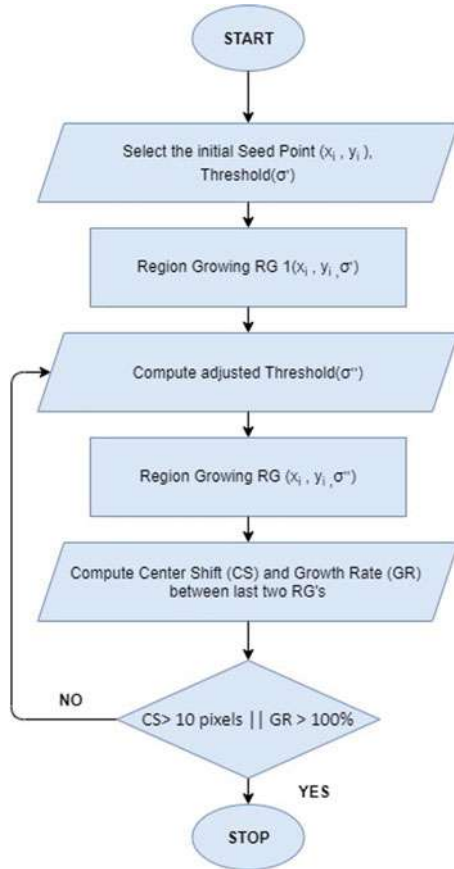 START
Select the initial Seed Point (xᵢ , yᵢ ),
Threshold(σ')
Region Growing RG 1(xᵢ , yᵢ ,σ')
Compute adjusted Threshold(σ'')
Region Growing RG (xᵢ , yᵢ ,σ'')
Compute Center Shift (CS) and Growth Rate (GR)
between last two RG's
NO
CS> 10 pixels || GR > 100%
YES
STOP